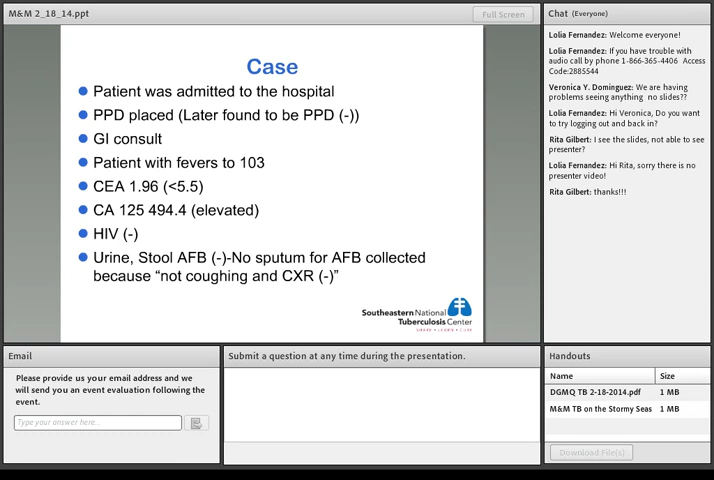 M&M 2_18_14.ppt
Full Screen
Case
Patient was admitted to the hospital
PPD placed (Later found to be PPD (-))
GI consult
Patient with fevers to 103
CEA 1.96 (<5.5)
CA 125 494.4 (elevated)
HIV (-)
Urine, Stool AFB (-)-No sputum for AFB collected
because “not coughing and CXR (-)”
Southeastern National
Tuberculosis Center
Chat (Everyone)
Lolia Fernandez: Welcome everyone!
Lolia Fernandez: If you have trouble with
audio call by phone 1-866-365-4406 Access
Code:2885544
Veronica Y. Dominguez: We are having
problems seeing anything no slides??
Lolia Fernandez: Hi Veronica, Do you want
to try logging out and back in?
Rita Gilbert: I see the slides, not able to see
presenter?
Lolia Fernandez: Hi Rita, sorry there is no
presenter video!
Rita Gilbert: thanks!!!
Email
Please provide us your email address and we
will send you an event evaluation following the
event.
Type your answer here..
Submit a question at any time during the presentation.
Handouts
Name Size
DGMQ TB 2-18-2014.pdf 1 MB
M&M TB on the Stormy Seas 1 MB
Download File(s)